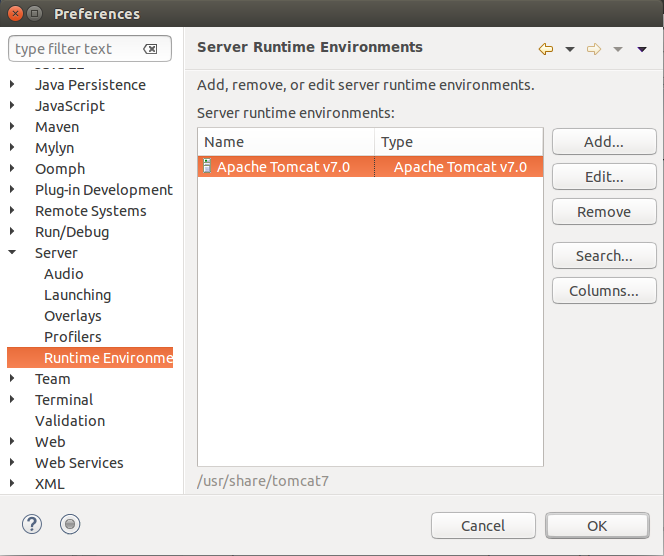 Preferences
type filter text
Java Persistence
JavaScript
Maven
Mylyn
Oomph
Plug-in Development
Remote Systems
Run/Debug
Server
Audio
Launching
Overlays
Profilers
Runtime Environme
Team
Terminal
Validation
Web
Web Services
XML
Server Runtime Environments
Add, remove, or edit server runtime environments.
Server runtime environments:
Name Type
Apache Tomcat v7.0 Apache Tomcat v7.0
Add...
Edit...
Remove
Search...
Columns...
/usr/share/tomcat7
?
Cancel
OK